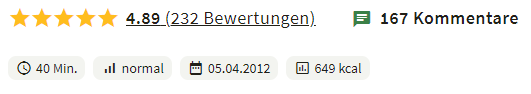 4.89 (232 Bewertungen) 167 Kommentare
40 Min. normal 05.04.2012 649 kcal